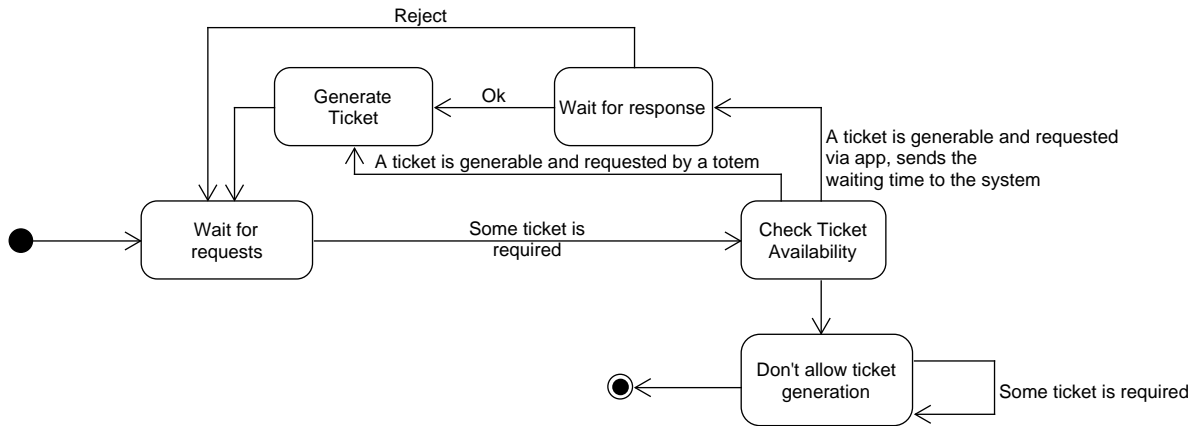 Reject
Generate
Ticket
Ok
Wait for response
A ticket is generable and requested
via app, sends the
waiting time to the system
A ticket is generable and requested by a totem
Wait for
requests
Some ticket is
required
Check Ticket
Availability
Don't allow ticket
generation
Some ticket is required